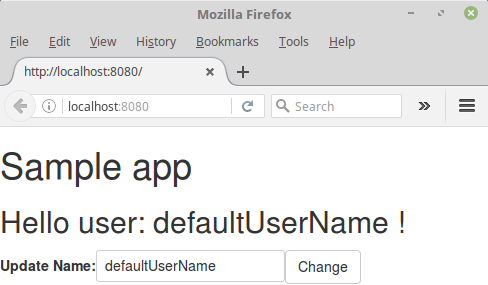 Mozilla Firefox
File Edit View History Bookmarks Tools Help
http://localhost:8080/
localhost:8080 Search
Sample app
Hello user: defaultUserName !
Update Name: defaultUserName Change